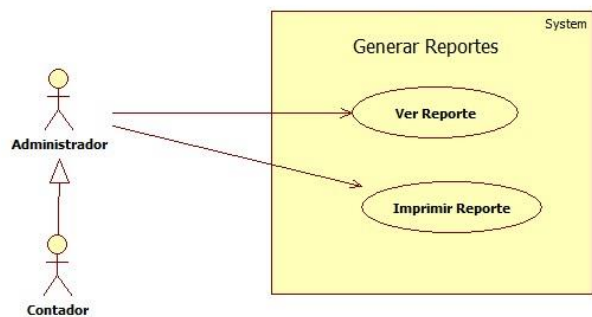 System
Generar Reportes
Ver Reporte
Administrador
Imprimir Reporte
Contador